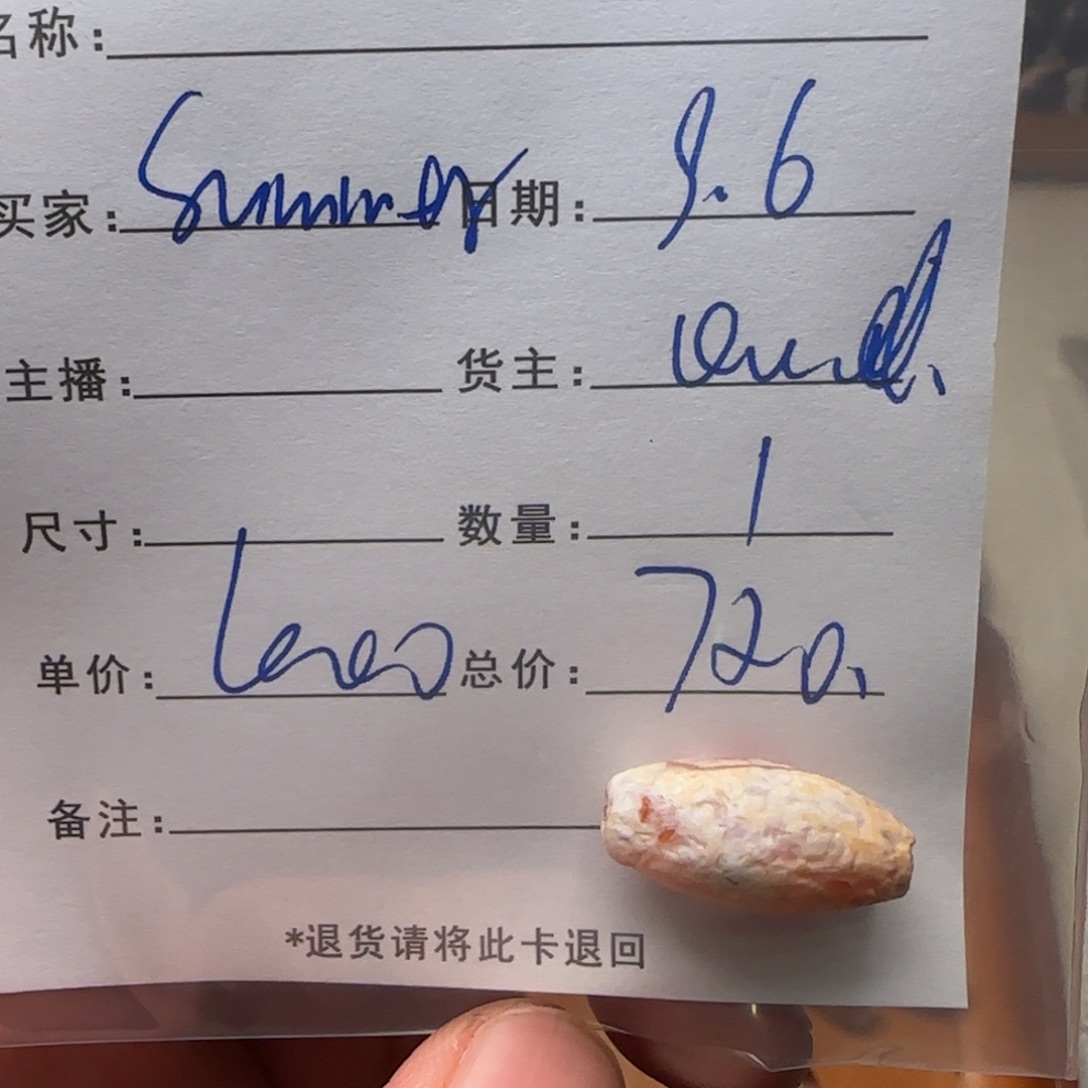 名称:
买家: Summer 日期: 9.6
主播: 货主:
尺寸: 数量: 1
单价: 总价: 720.
备注:
*退货请将此卡退回